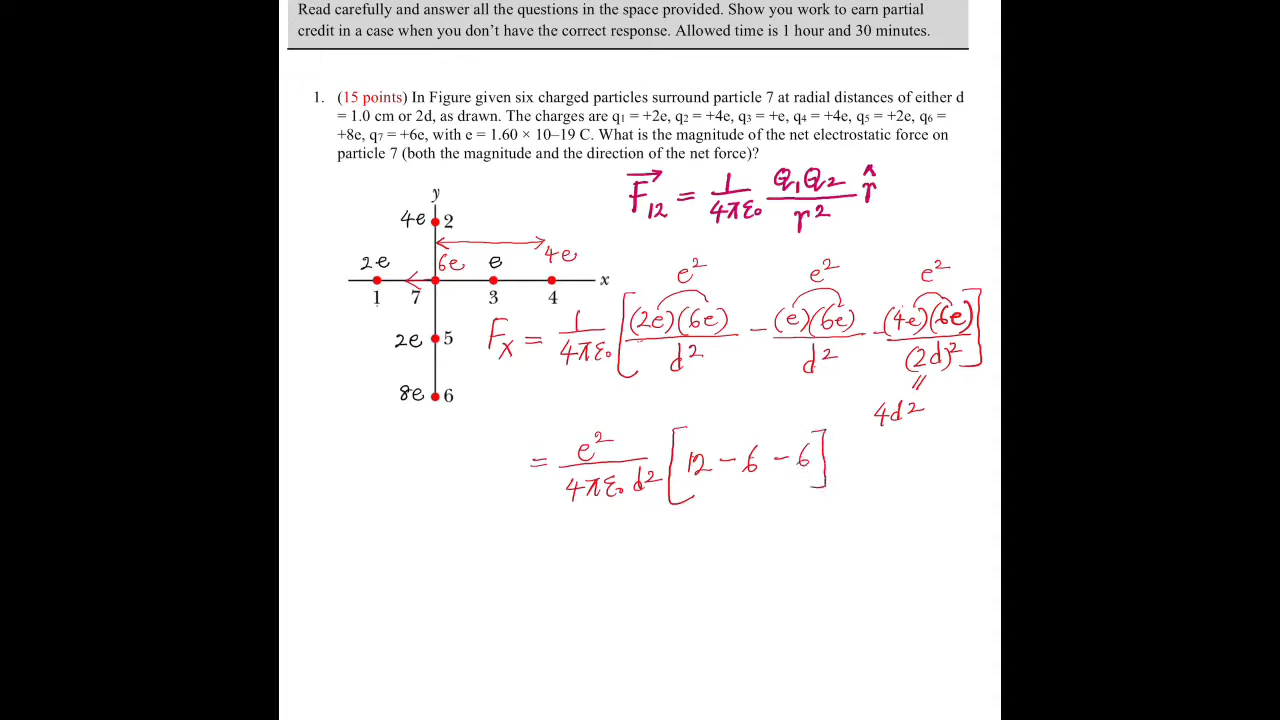 Read carefully and answer all the questions in the space provided. Show you work to earn partial
credit in a case when you don't have the correct response. Allowed time is 1 hour and 30 minutes.
1. (15 points) In Figure given six charged particles surround particle 7 at radial distances of either d
= 1.0 cm or 2d, as drawn. The charges are q₁ = +2e, q₂ = +4e, q₃ = +e, q₄ = +4e, q₅ = +2e, q₆ =
+8e, q₇ = +6e, with e = 1.60 × 10–19 C. What is the magnitude of the net electrostatic force on
particle 7 (both the magnitude and the direction of the net force)?
F⃗₁₂ = 1/4πε₀ Q₁Q₂/r² r̂
y
4e 2
2e 6e e 4e
x
1 7 3 4
2e 5
8e 6
e² e² e²
Fₓ = 1/4πε₀ [(2e)(6e)/d² − (e)(6e)/d² − (4e)(6e)/(2d)²]
=
4d²
= e²/4πε₀d² [12 − 6 − 6]